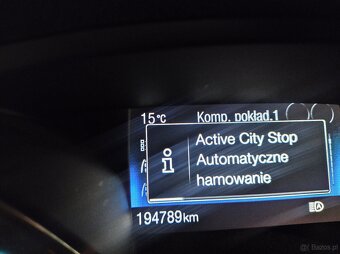 15°C Komp. pokład.1
Active City Stop
Automatyczne
hamowanie
194789km
Bazos.pl